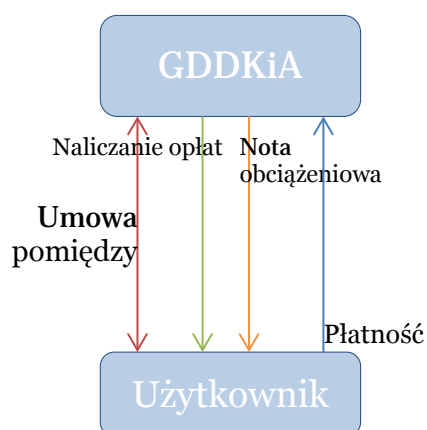 GDDKiA
Naliczanie opłat
Nota
obciążeniowa
Umowa
pomiędzy
Płatność
Użytkownik